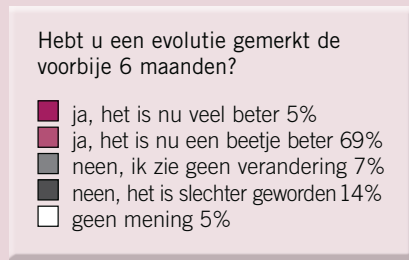 Hebt u een evolutie gemerkt de
voorbije 6 maanden?
ja, het is nu veel beter 5%
ja, het is nu een beetje beter 69%
neen, ik zie geen verandering 7%
neen, het is slechter geworden 14%
geen mening 5%